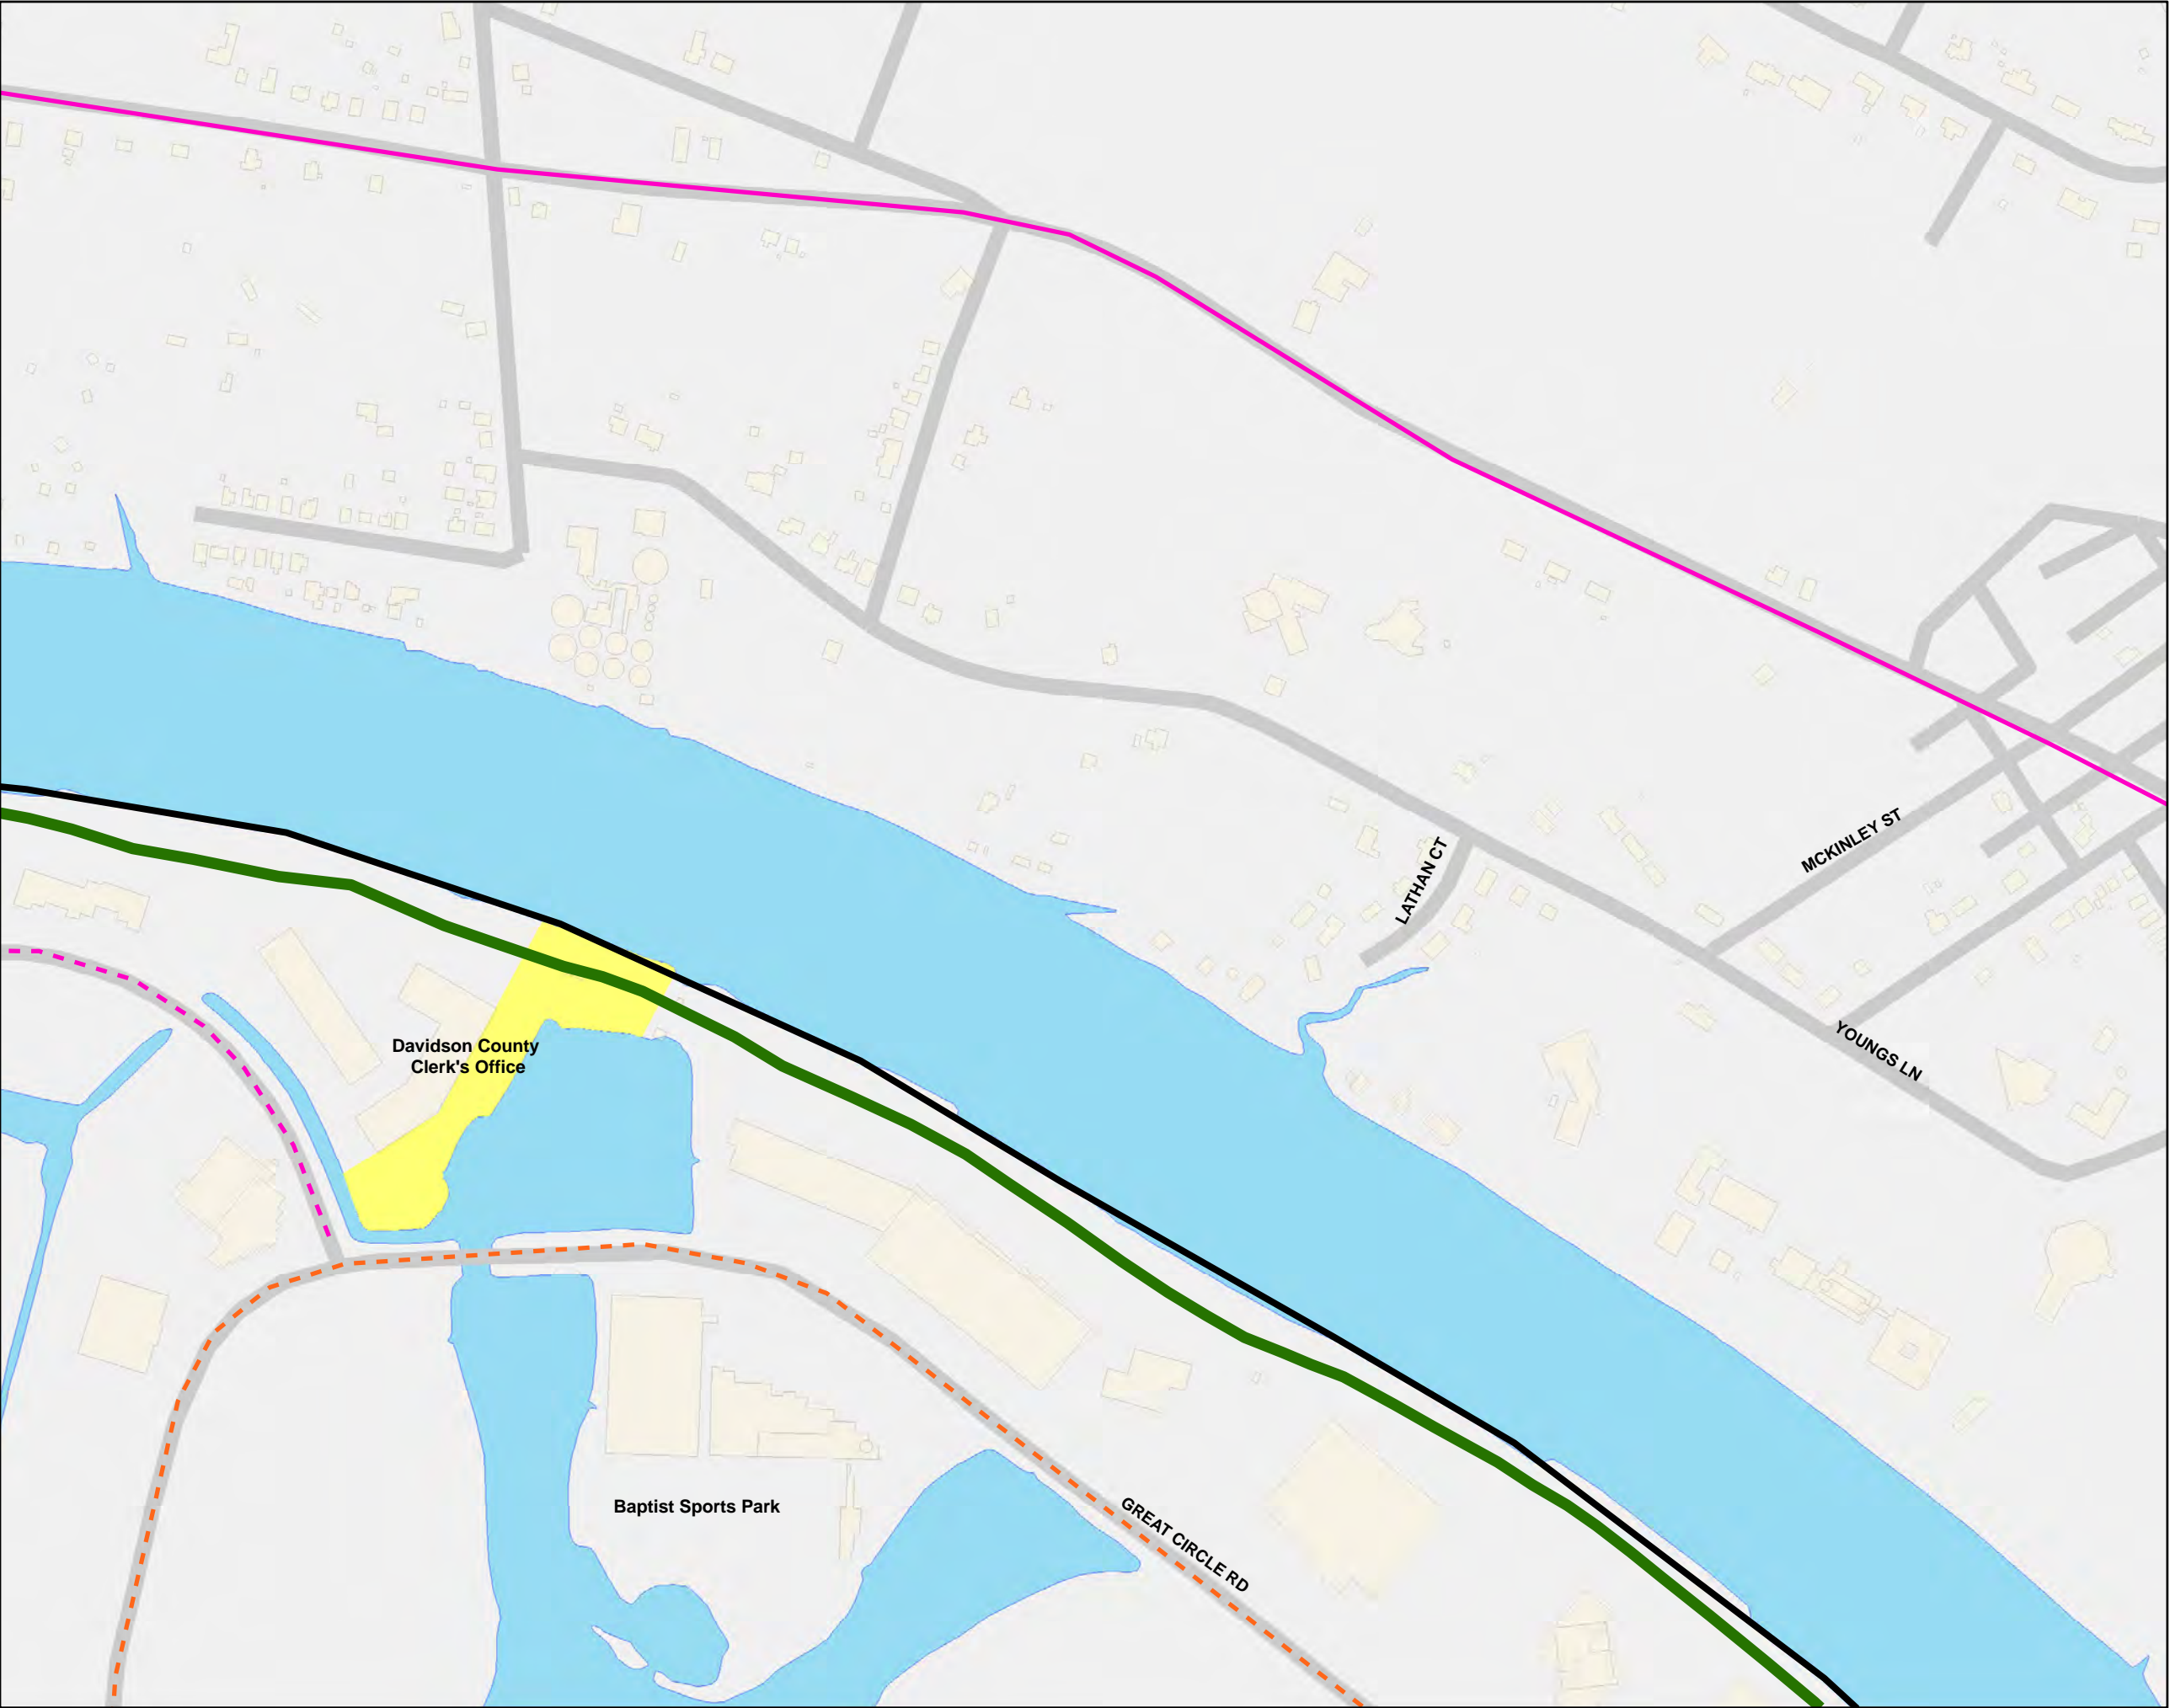 MCKINLEY ST
LATHAN CT
YOUNGS LN
Davidson County
Clerk's Office
Baptist Sports Park
GREAT CIRCLE RD